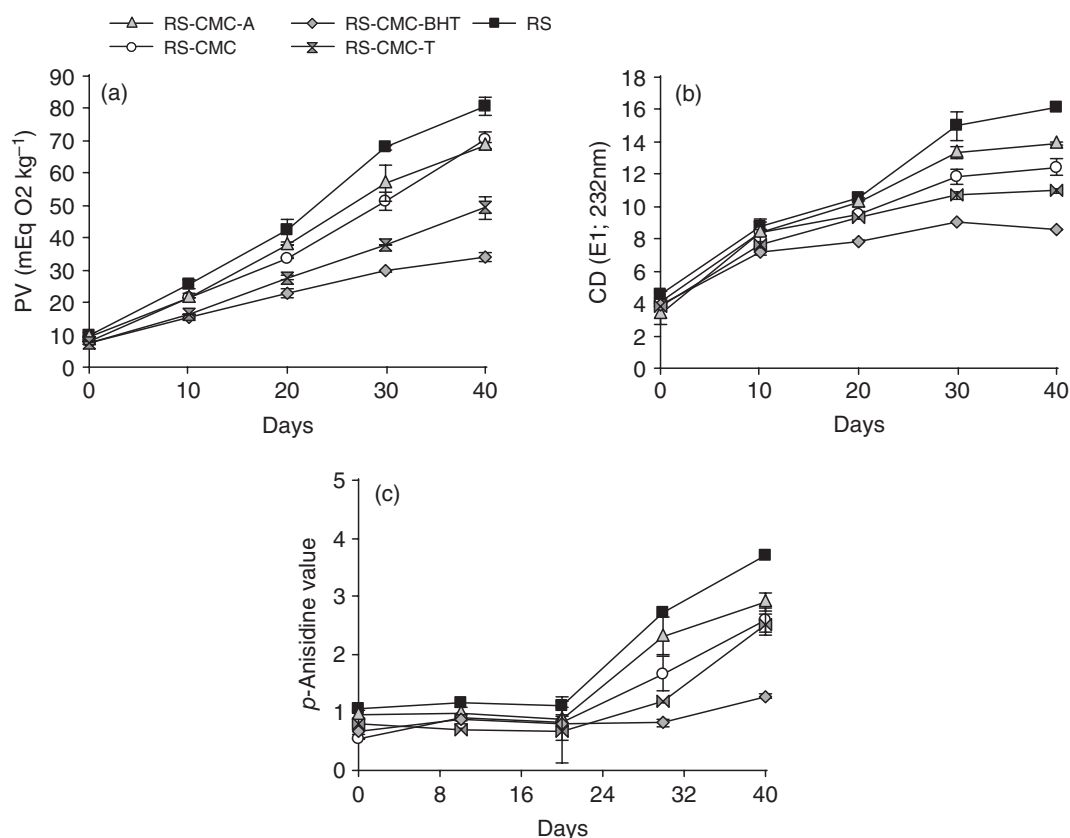 RS-CMC-A RS-CMC-BHT RS
RS-CMC RS-CMC-T
(a)
PV (mEq O2 kg⁻¹)
90
80
70
60
50
40
30
20
10
0
0 10 20 30 40
Days
(b)
CD (E1; 232nm)
18
16
14
12
10
8
6
4
2
0
0 10 20 30 40
Days
(c)
p-Anisidine value
5
4
3
2
1
0
0 8 16 24 32 40
Days